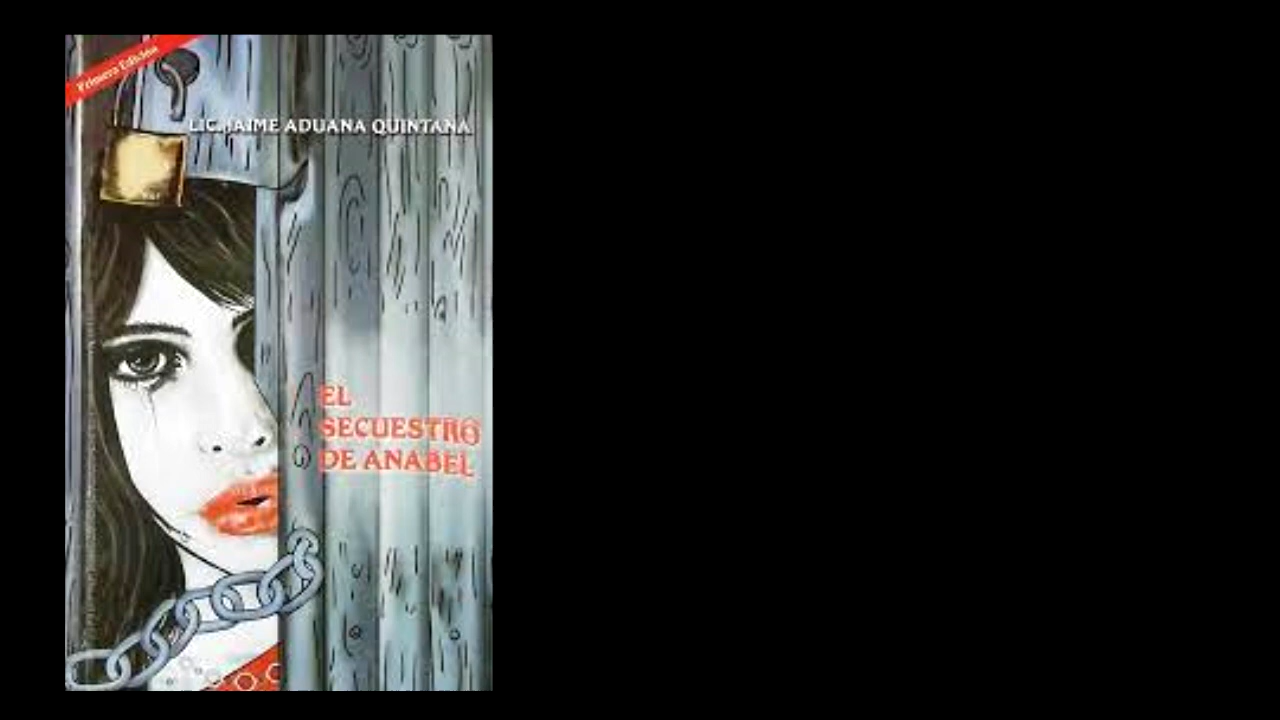 Primera Edición
LIC. JAIME ADUANA QUINTANA
EL
SECUESTRO
DE ANABEL